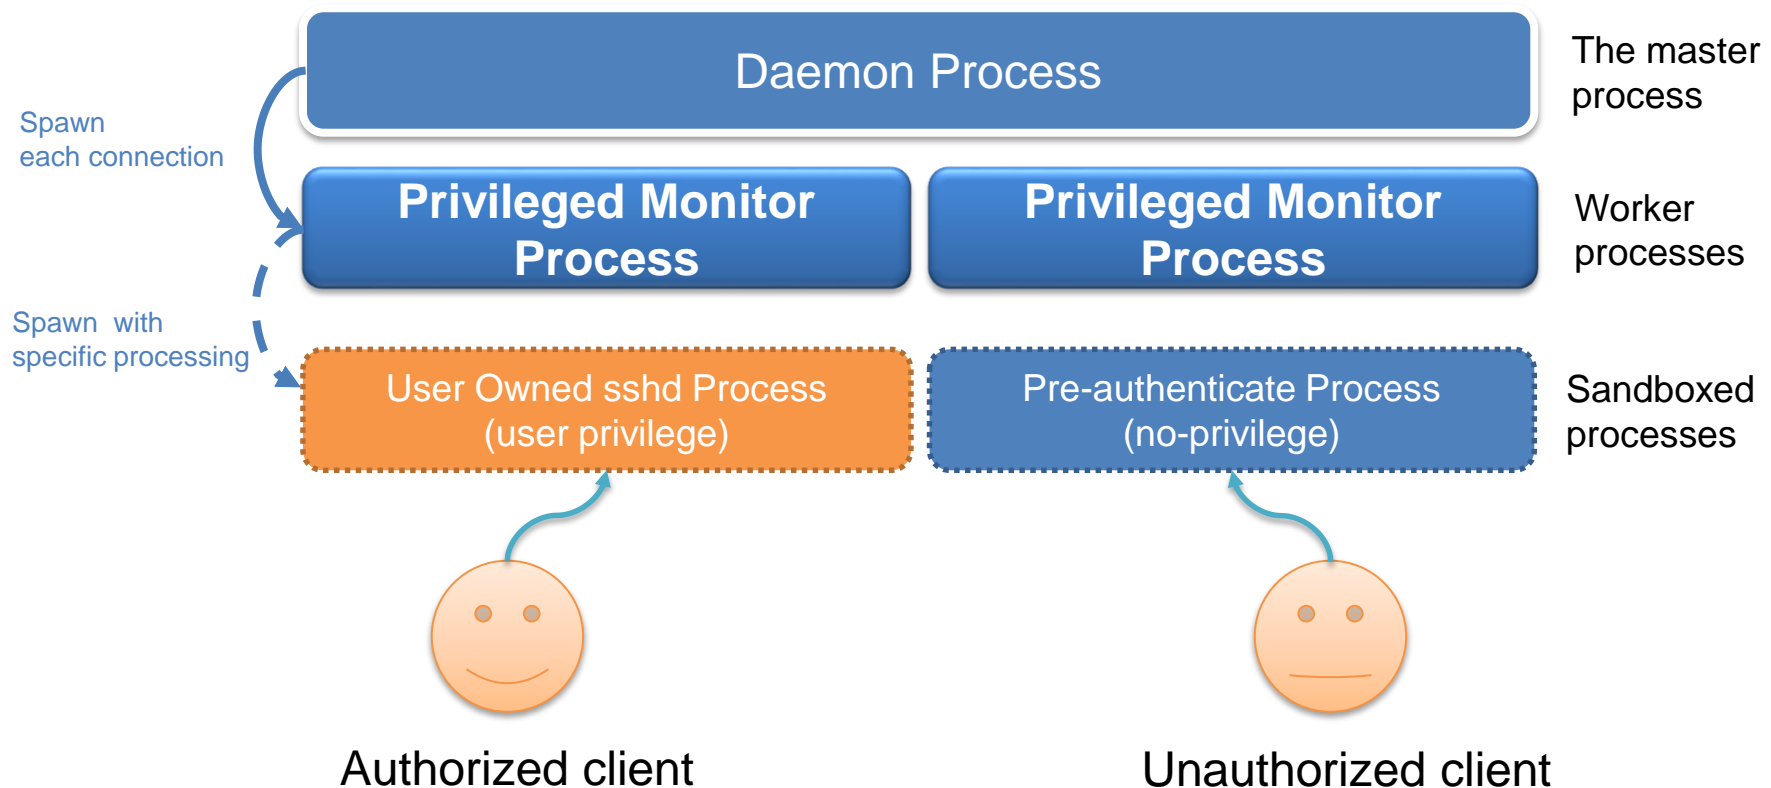 Daemon Process
The master
process
Spawn
each connection
Privileged Monitor
Process
Privileged Monitor
Process
Worker
processes
Spawn  with
specific processing
User Owned sshd Process
(user privilege)
Pre-authenticate Process
(no-privilege)
Sandboxed
processes
Authorized client
Unauthorized client